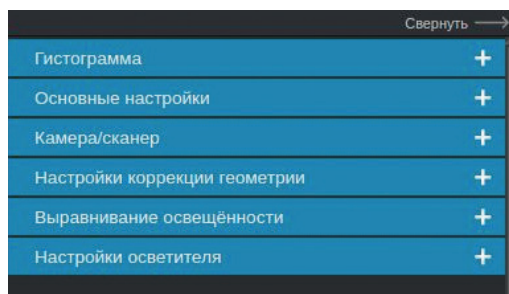 Свернуть
Гистограмма
Основные настройки
Камера/сканер
Настройки коррекции геометрии
Выравнивание освещённости
Настройки осветителя